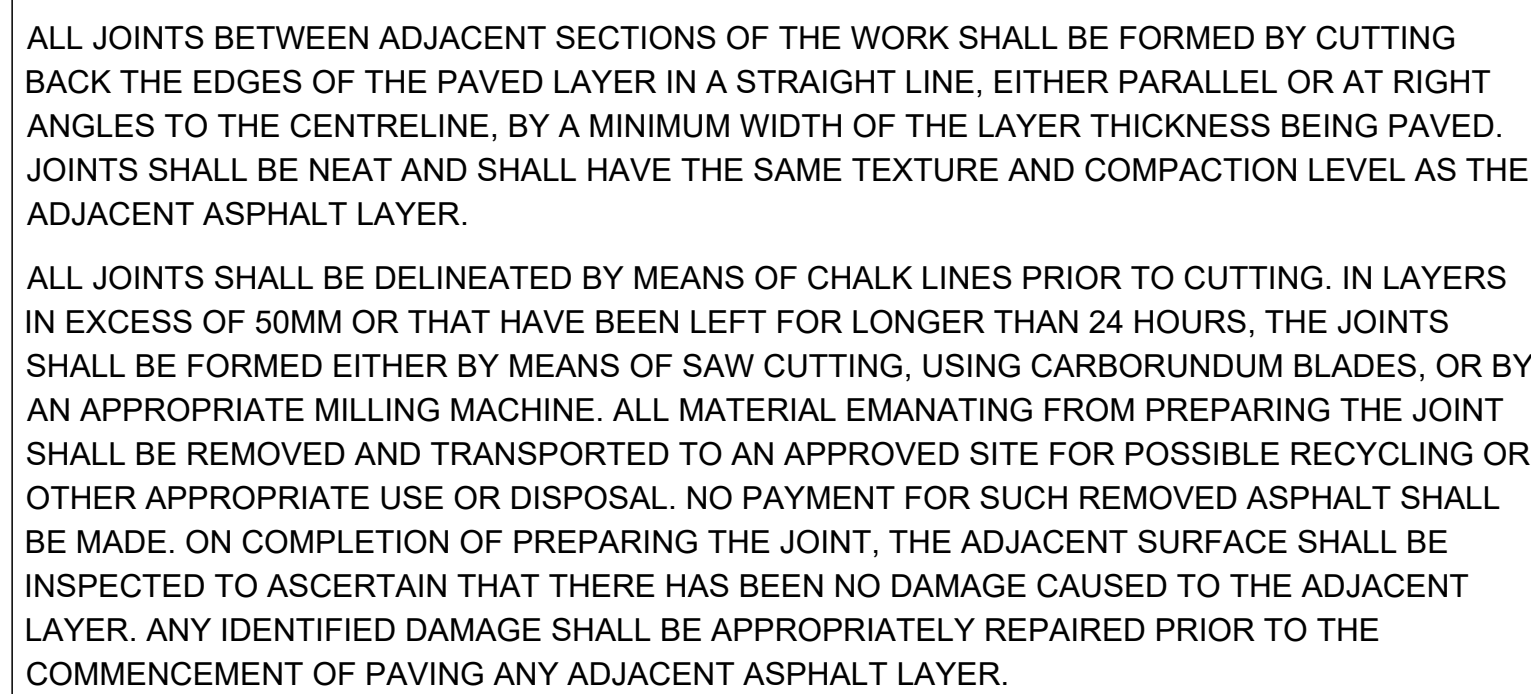 ALL JOINTS BETWEEN ADJACENT SECTIONS OF THE WORK SHALL BE FORMED BY CUTTING
BACK THE EDGES OF THE PAVED LAYER IN A STRAIGHT LINE, EITHER PARALLEL OR AT RIGHT
ANGLES TO THE CENTRELINE, BY A MINIMUM WIDTH OF THE LAYER THICKNESS BEING PAVED.
JOINTS SHALL BE NEAT AND SHALL HAVE THE SAME TEXTURE AND COMPACTION LEVEL AS THE
ADJACENT ASPHALT LAYER.
ALL JOINTS SHALL BE DELINEATED BY MEANS OF CHALK LINES PRIOR TO CUTTING. IN LAYERS
IN EXCESS OF 50MM OR THAT HAVE BEEN LEFT FOR LONGER THAN 24 HOURS, THE JOINTS
SHALL BE FORMED EITHER BY MEANS OF SAW CUTTING, USING CARBORUNDUM BLADES, OR BY
AN APPROPRIATE MILLING MACHINE. ALL MATERIAL EMANATING FROM PREPARING THE JOINT
SHALL BE REMOVED AND TRANSPORTED TO AN APPROVED SITE FOR POSSIBLE RECYCLING OR
OTHER APPROPRIATE USE OR DISPOSAL. NO PAYMENT FOR SUCH REMOVED ASPHALT SHALL
BE MADE. ON COMPLETION OF PREPARING THE JOINT, THE ADJACENT SURFACE SHALL BE
INSPECTED TO ASCERTAIN THAT THERE HAS BEEN NO DAMAGE CAUSED TO THE ADJACENT
LAYER. ANY IDENTIFIED DAMAGE SHALL BE APPROPRIATELY REPAIRED PRIOR TO THE
COMMENCEMENT OF PAVING ANY ADJACENT ASPHALT LAYER.